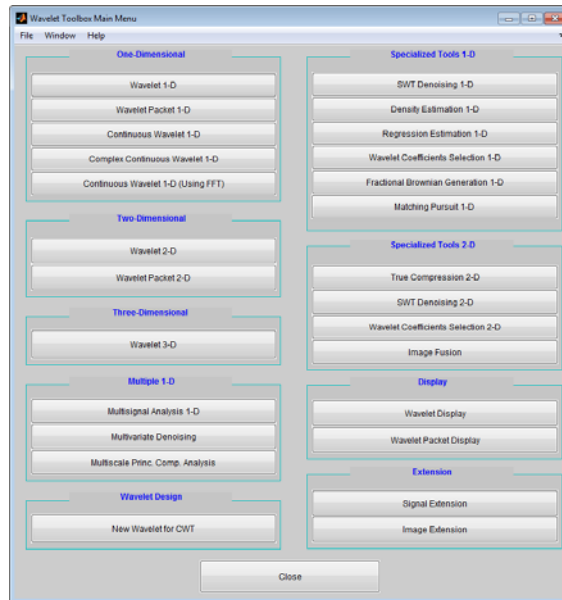 Wavelet Toolbox Main Menu
File Window Help
One-Dimensional
Wavelet 1-D
Wavelet Packet 1-D
Continuous Wavelet 1-D
Complex Continuous Wavelet 1-D
Continuous Wavelet 1-D (Using FFT)
Two-Dimensional
Wavelet 2-D
Wavelet Packet 2-D
Three-Dimensional
Wavelet 3-D
Multiple 1-D
Multisignal Analysis 1-D
Multivariate Denoising
Multiscale Princ. Comp. Analysis
Wavelet Design
New Wavelet for CWT
Specialized Tools 1-D
SWT Denoising 1-D
Density Estimation 1-D
Regression Estimation 1-D
Wavelet Coefficients Selection 1-D
Fractional Brownian Generation 1-D
Matching Pursuit 1-D
Specialized Tools 2-D
True Compression 2-D
SWT Denoising 2-D
Wavelet Coefficients Selection 2-D
Image Fusion
Display
Wavelet Display
Wavelet Packet Display
Extension
Signal Extension
Image Extension
Close